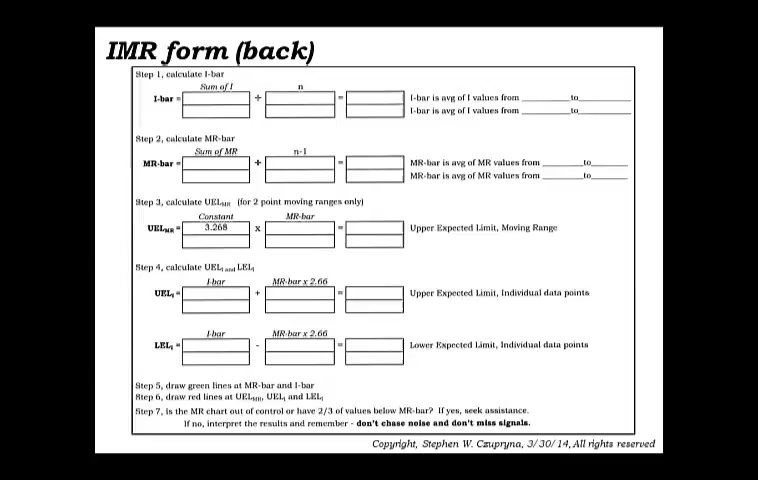 IMR form (back)
Step 1, calculate I-bar
Sum of I n
I-bar = ÷ = I-bar is avg of I values from ________ to ________
I-bar is avg of I values from ________ to ________
Step 2, calculate MR-bar
Sum of MR n-1
MR-bar = ÷ = MR-bar is avg of MR values from ________ to ________
MR-bar is avg of MR values from ________ to ________
Step 3, calculate UELMR (for 2 point moving ranges only)
Constant MR-bar
UELMR = 3.268 x = Upper Expected Limit, Moving Range
Step 4, calculate UELI and LELI
I-bar MR-bar x 2.66
UELI = + = Upper Expected Limit, Individual data points
I-bar MR-bar x 2.66
LELI = - = Lower Expected Limit, Individual data points
Step 5, draw green lines at MR-bar and I-bar
Step 6, draw red lines at UELMR, UELI and LELI
Step 7, is the MR chart out of control or have 2/3 of values below MR-bar? If yes, seek assistance.
If no, interpret the results and remember - don't chase noise and don't miss signals.
Copyright, Stephen W. Czupryna, 3/30/14, All rights reserved